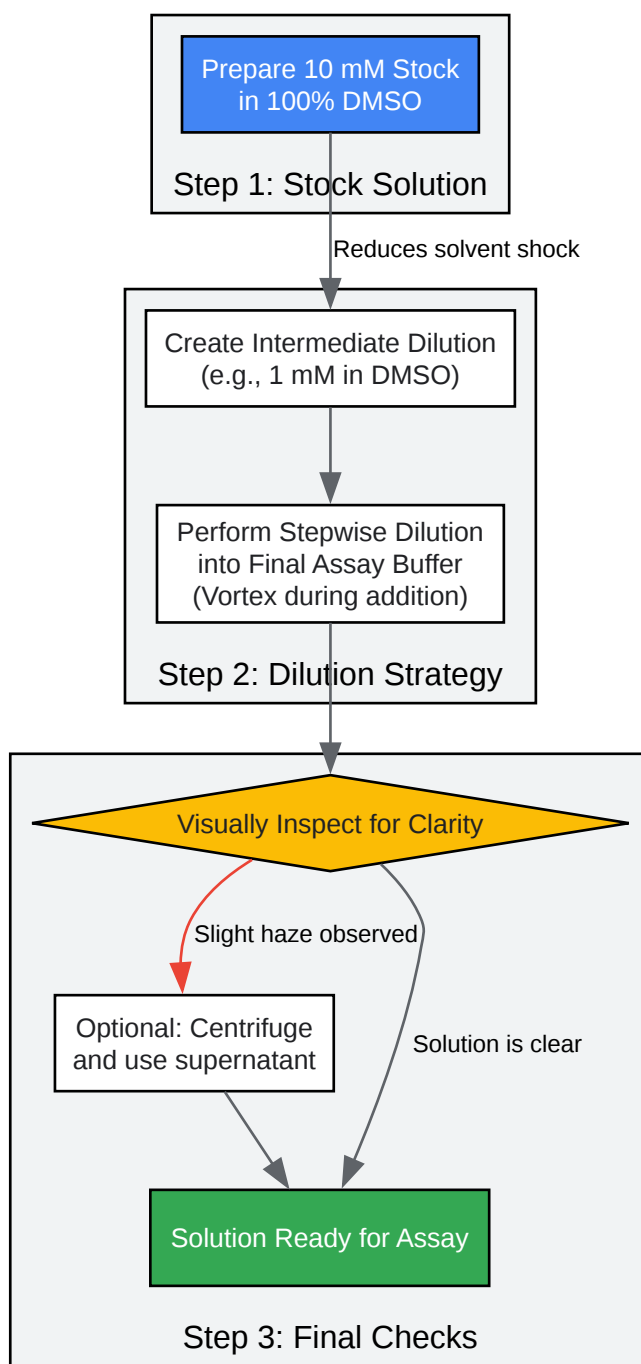 Prepare 10 mM Stock
in 100% DMSO
Step 1: Stock Solution
Reduces solvent shock
Create Intermediate Dilution
(e.g., 1 mM in DMSO)
Perform Stepwise Dilution
into Final Assay Buffer
(Vortex during addition)
Step 2: Dilution Strategy
Visually Inspect for Clarity
Slight haze observed
Optional: Centrifuge
and use supernatant
Solution is clear
Solution Ready for Assay
Step 3: Final Checks